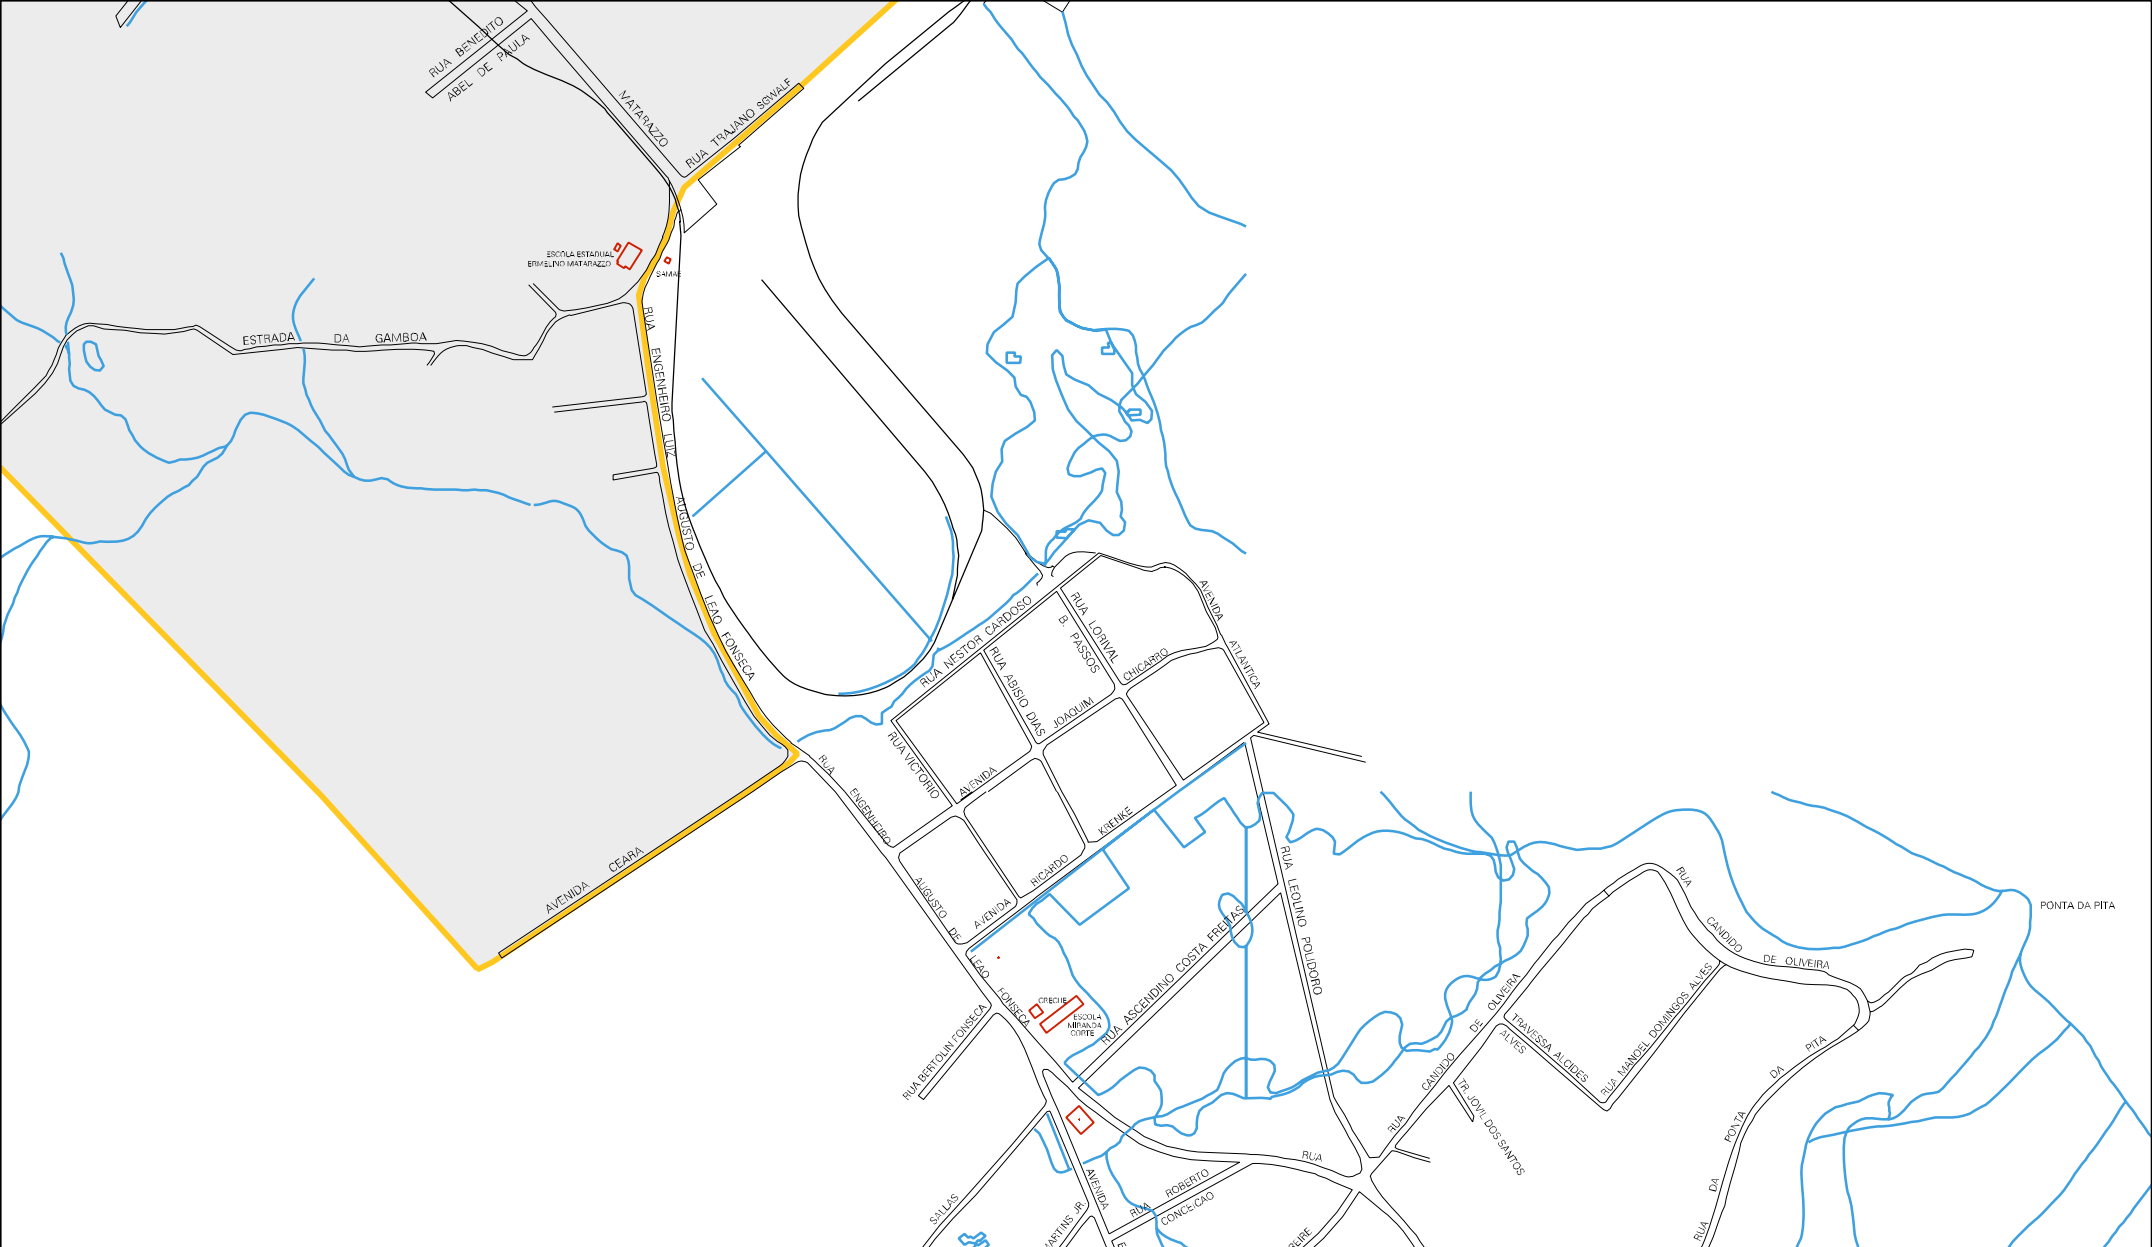 RUA BENEDITO
ABEL DE PAULA
MATARAZZO
RUA TRAJANO SGWALF
ESCOLA ESTADUAL
ERMELINO MATARAZZO
SAMAE
ESTRADA DA GAMBOA
RUA ENGENHEIRO LUIZ
AUGUSTO DE LEAO FONSECA
AVENIDA CEARA
RUA NESTOR CARDOSO
RUA LORIVAL
B. PASSOS
RUA ABISIO DIAS
AVENIDA
ATLANTICA
CHICARRO
JOAQUIM
AVENIDA
RUA VICTORIO
RUA ENGENHEIRO
AUGUSTO DE
LEAO FONSECA
KRENKE
RICARDO
AVENIDA
RUA LEOLINO POLIDORO
RUA ASCENDINO COSTA FREITAS
CRECHE
ESCOLA
MIRANDA
CORTE
RUA BERTOLIN FONSECA
PONTA DA PITA
RUA CANDIDO
DE OLIVEIRA
RUA MANOEL DOMINGOS ALVES
TRAVESSA ALCIDES
ALVES
RUA CANDIDO DE OLIVEIRA
TR. JOVIL DOS SANTOS
RUA DA PONTA DA PITA
RUA
RUA ROBERTO
CONCEICAO
AVENIDA
SALLAS
MARTINS JR.